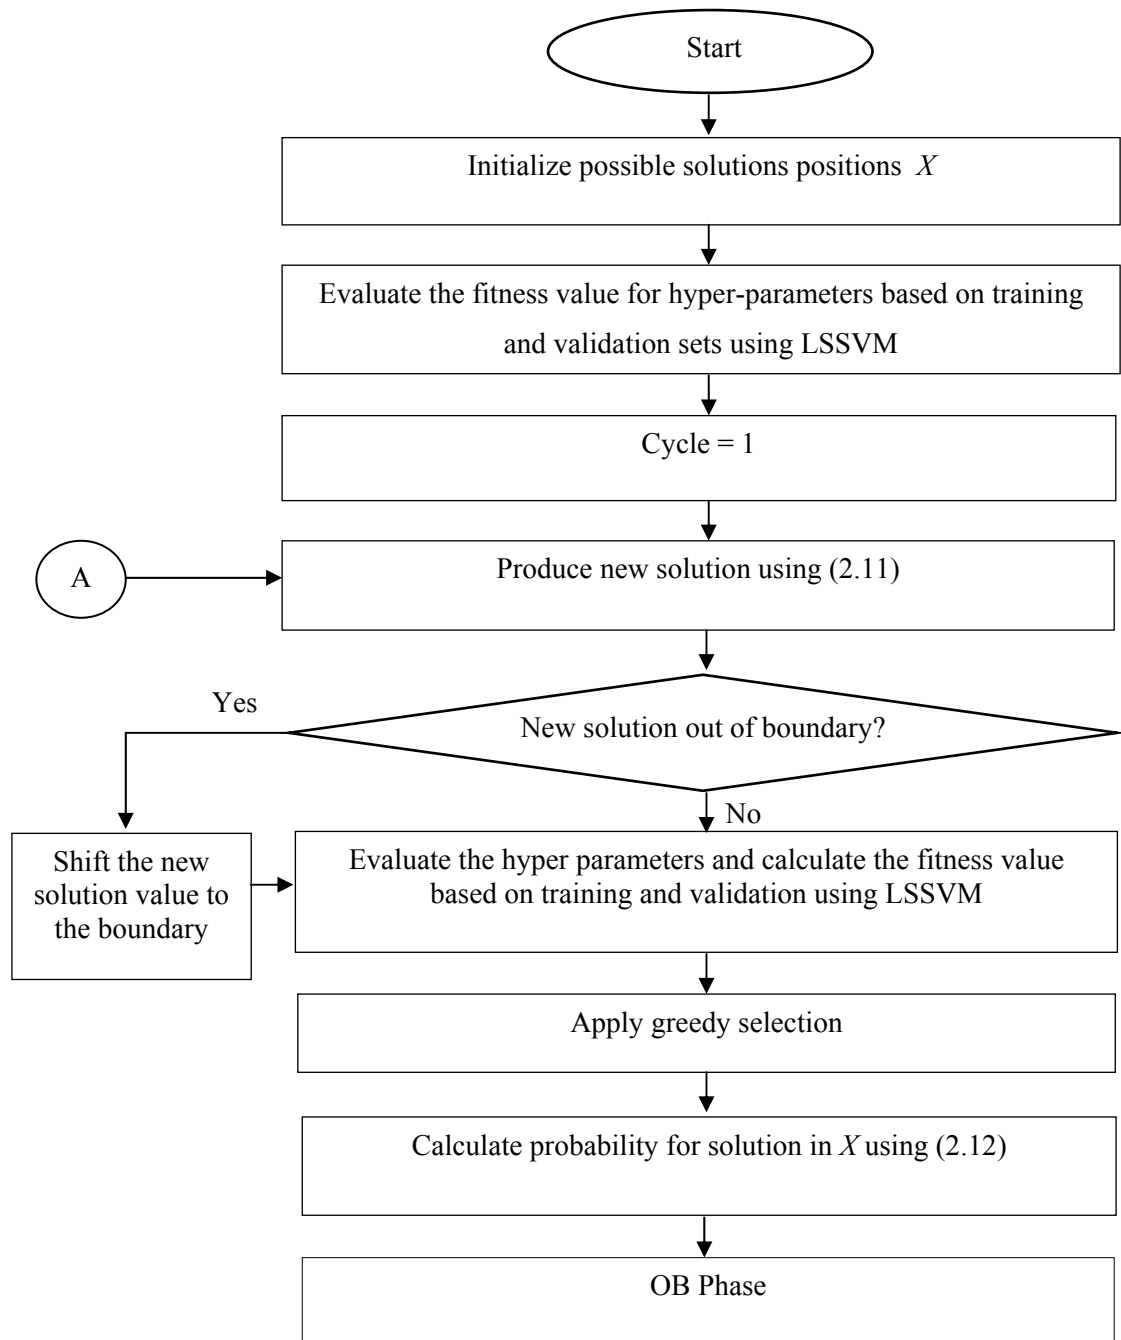 Start
Initialize possible solutions positions X
Evaluate the fitness value for hyper-parameters based on training
and validation sets using LSSVM
Cycle = 1
A
Produce new solution using (2.11)
Yes
New solution out of boundary?
No
Shift the new
solution value to
the boundary
Evaluate the hyper parameters and calculate the fitness value
based on training and validation using LSSVM
Apply greedy selection
Calculate probability for solution in X using (2.12)
OB Phase